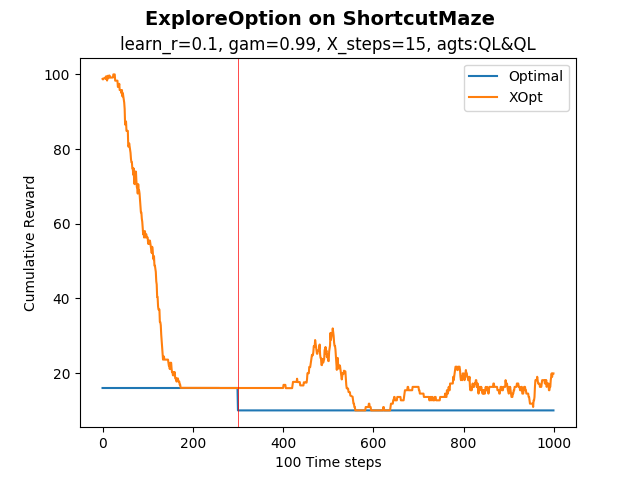 ExploreOption on ShortcutMaze
learn_r=0.1, gam=0.99, X_steps=15, agts:QL&QL
Optimal
XOpt
Cumulative Reward
100
80
60
40
20
0
200
400
600
800
1000
100 Time steps